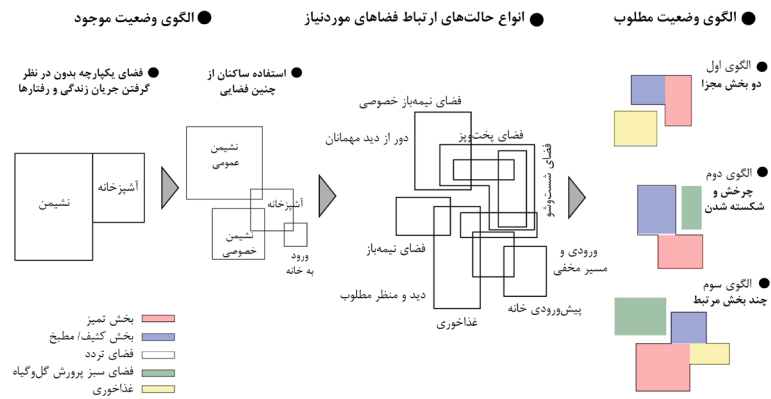 الگوی وضعیت موجود
انواع حالت‌های ارتباط فضاهای موردنیاز
الگوی وضعیت مطلوب
فضای یکپارچه بدون در نظر
گرفتن جریان زندگی و رفتارها
نشیمن
آشپزخانه
استفاده ساکنان از
چنین فضایی
نشیمن
عمومی
آشپزخانه
نشیمن
خصوصی
ورود
به خانه
فضای نیمه‌باز خصوصی
دور از دید مهمانان
فضای پخت‌وپز
فضای شست‌وشو
فضای نیمه‌باز
ورودی و
مسیر مخفی
دید و منظر مطلوب
پیش‌ورودی خانه
غذاخوری
الگوی اول
دو بخش مجزا
الگوی دوم
چرخش و
شکسته شدن
الگوی سوم
چند بخش مرتبط
بخش تمیز
بخش کثیف/ مطبخ
فضای تردد
فضای سبز پرورش گل‌وگیاه
غذاخوری